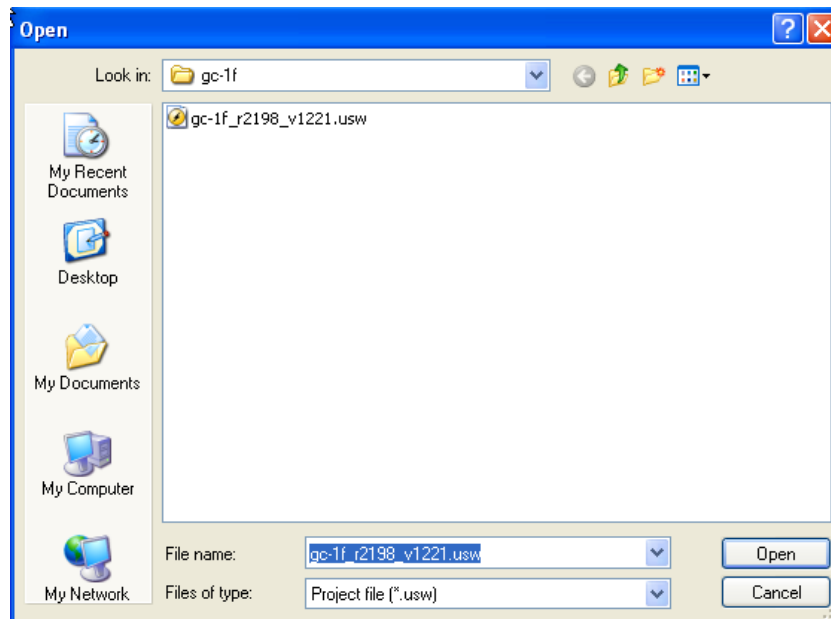 Open
Look in:
gc-1f
gc-1f_r2198_v1221.usw
My Recent
Documents
Desktop
My Documents
My Computer
My Network
File name:
gc-1f_r2198_v1221.usw
Open
Files of type:
Project file (*.usw)
Cancel